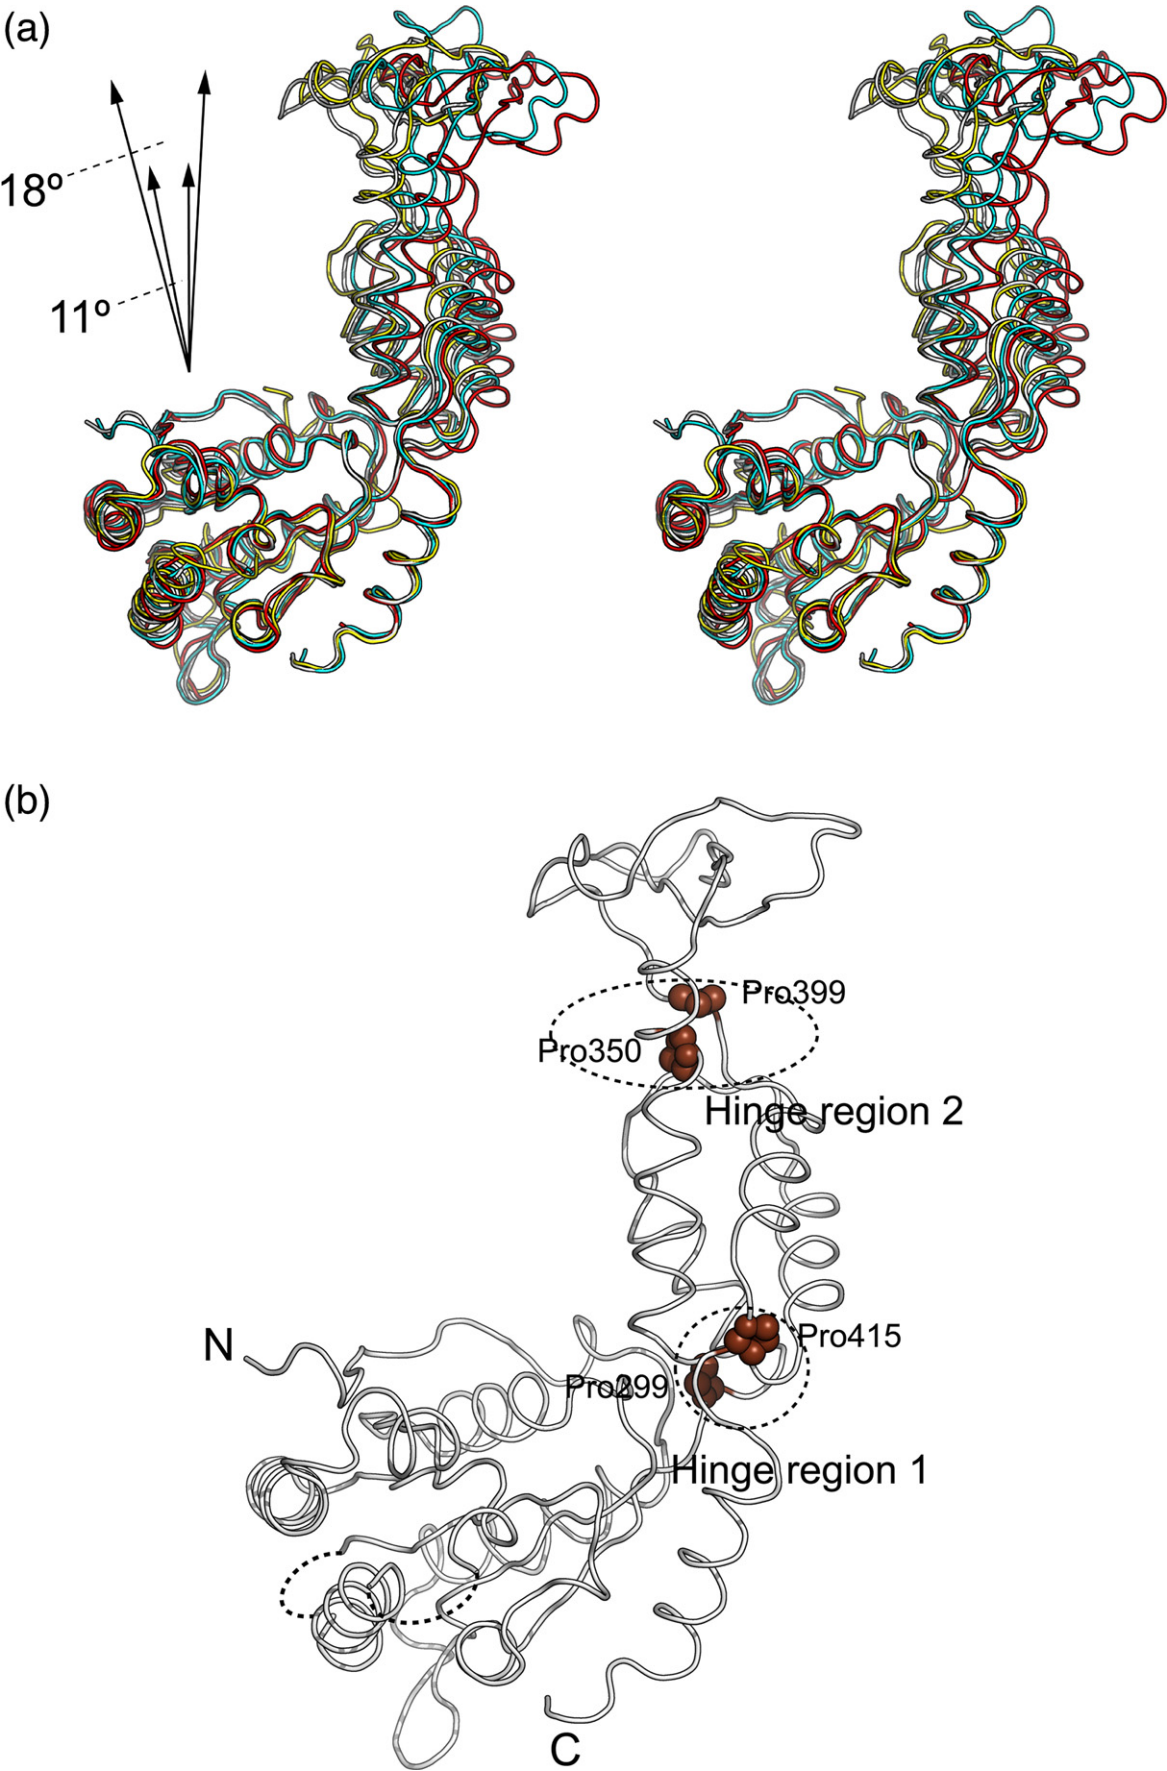 (a)
18º
11º
(b)
Pro399
Pro350
Hinge region 2
N
Pro415
Pro299
Hinge region 1
C